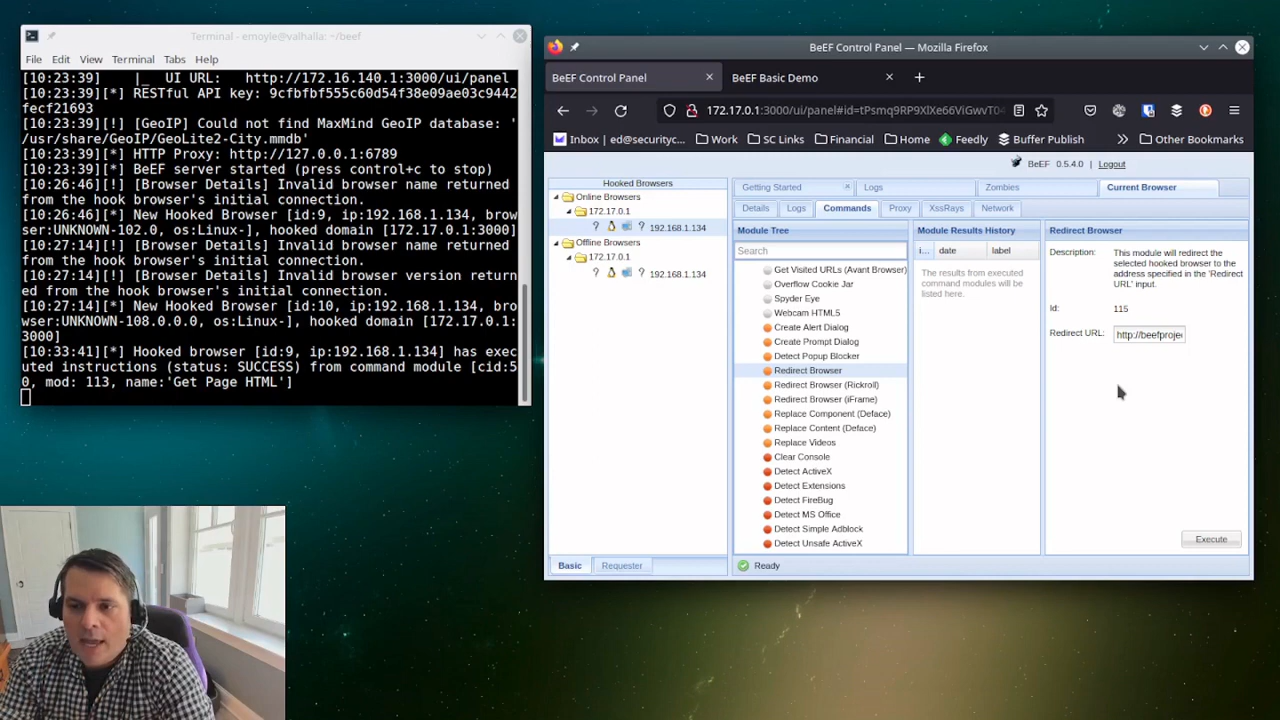 Terminal - emoyle@valhalla: ~/beef
File Edit View Terminal Tabs Help
[10:23:39] |_ UI URL: http://172.16.140.1:3000/ui/panel
[10:23:39][*] RESTful API key: 9cfbfbf555c60d54f38e09ae03c9442
fecf21693
[10:23:39][!] [GeoIP] Could not find MaxMind GeoIP database: '
/usr/share/GeoIP/GeoLite2-City.mmdb'
[10:23:39][*] HTTP Proxy: http://127.0.0.1:6789
[10:23:39][*] BeEF server started (press control+c to stop)
[10:26:46][!] [Browser Details] Invalid browser name returned
from the hook browser's initial connection.
[10:26:46][*] New Hooked Browser [id:9, ip:192.168.1.134, brow
ser:UNKNOWN-102.0, os:Linux-], hooked domain [172.17.0.1:3000]
[10:27:14][!] [Browser Details] Invalid browser name returned
from the hook browser's initial connection.
[10:27:14][!] [Browser Details] Invalid browser version return
ed from the hook browser's initial connection.
[10:27:14][*] New Hooked Browser [id:10, ip:192.168.1.134, bro
wser:UNKNOWN-108.0.0.0, os:Linux-], hooked domain [172.17.0.1:
3000]
[10:33:41][*] Hooked browser [id:9, ip:192.168.1.134] has exec
uted instructions (status: SUCCESS) from command module [cid:5
0, mod: 113, name:'Get Page HTML']
BeEF Control Panel — Mozilla Firefox
BeEF Control Panel
BeEF Basic Demo
172.17.0.1:3000/ui/panel#id=tPsmq9RP9XlXe66ViGwvT04
Inbox | ed@securityc... Work SC Links Financial Feedly Buffer Publish Other Bookmarks
BeEF 0.5.4.0 Logout
Hooked Browsers
Online Browsers
172.17.0.1
192.168.1.134
Offline Browsers
172.17.0.1
192.168.1.134
Basic Requester
Getting Started Logs Zombies Current Browser
Details Logs Commands Proxy XssRays Network
Module Tree
Search
Get Visited URLs (Avant Browser)
Overflow Cookie Jar
Spyder Eye
Webcam HTML5
Create Alert Dialog
Create Prompt Dialog
Detect Popup Blocker
Redirect Browser
Redirect Browser (Rickroll)
Redirect Browser (iFrame)
Replace Component (Deface)
Replace Content (Deface)
Replace Videos
Clear Console
Detect ActiveX
Detect Extensions
Detect FireBug
Detect MS Office
Detect Simple Adblock
Detect Unsafe ActiveX
Module Results History
i... date label
The results from executed
command modules will be
listed here.
Redirect Browser
Description: This module will redirect the
selected hooked browser to the
address specified in the 'Redirect
URL' input.
Id: 115
Redirect URL: http://beefproje
Execute
Ready